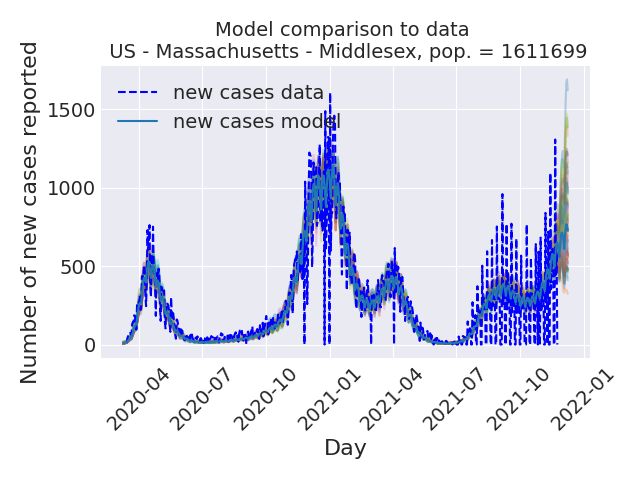 Model comparison to data
US - Massachusetts - Middlesex, pop. = 1611699
new cases data
new cases model
Number of new cases reported
1500
1000
500
0
2020-04
2020-07
2020-10
2021-01
2021-04
2021-07
2021-10
2022-01
Day